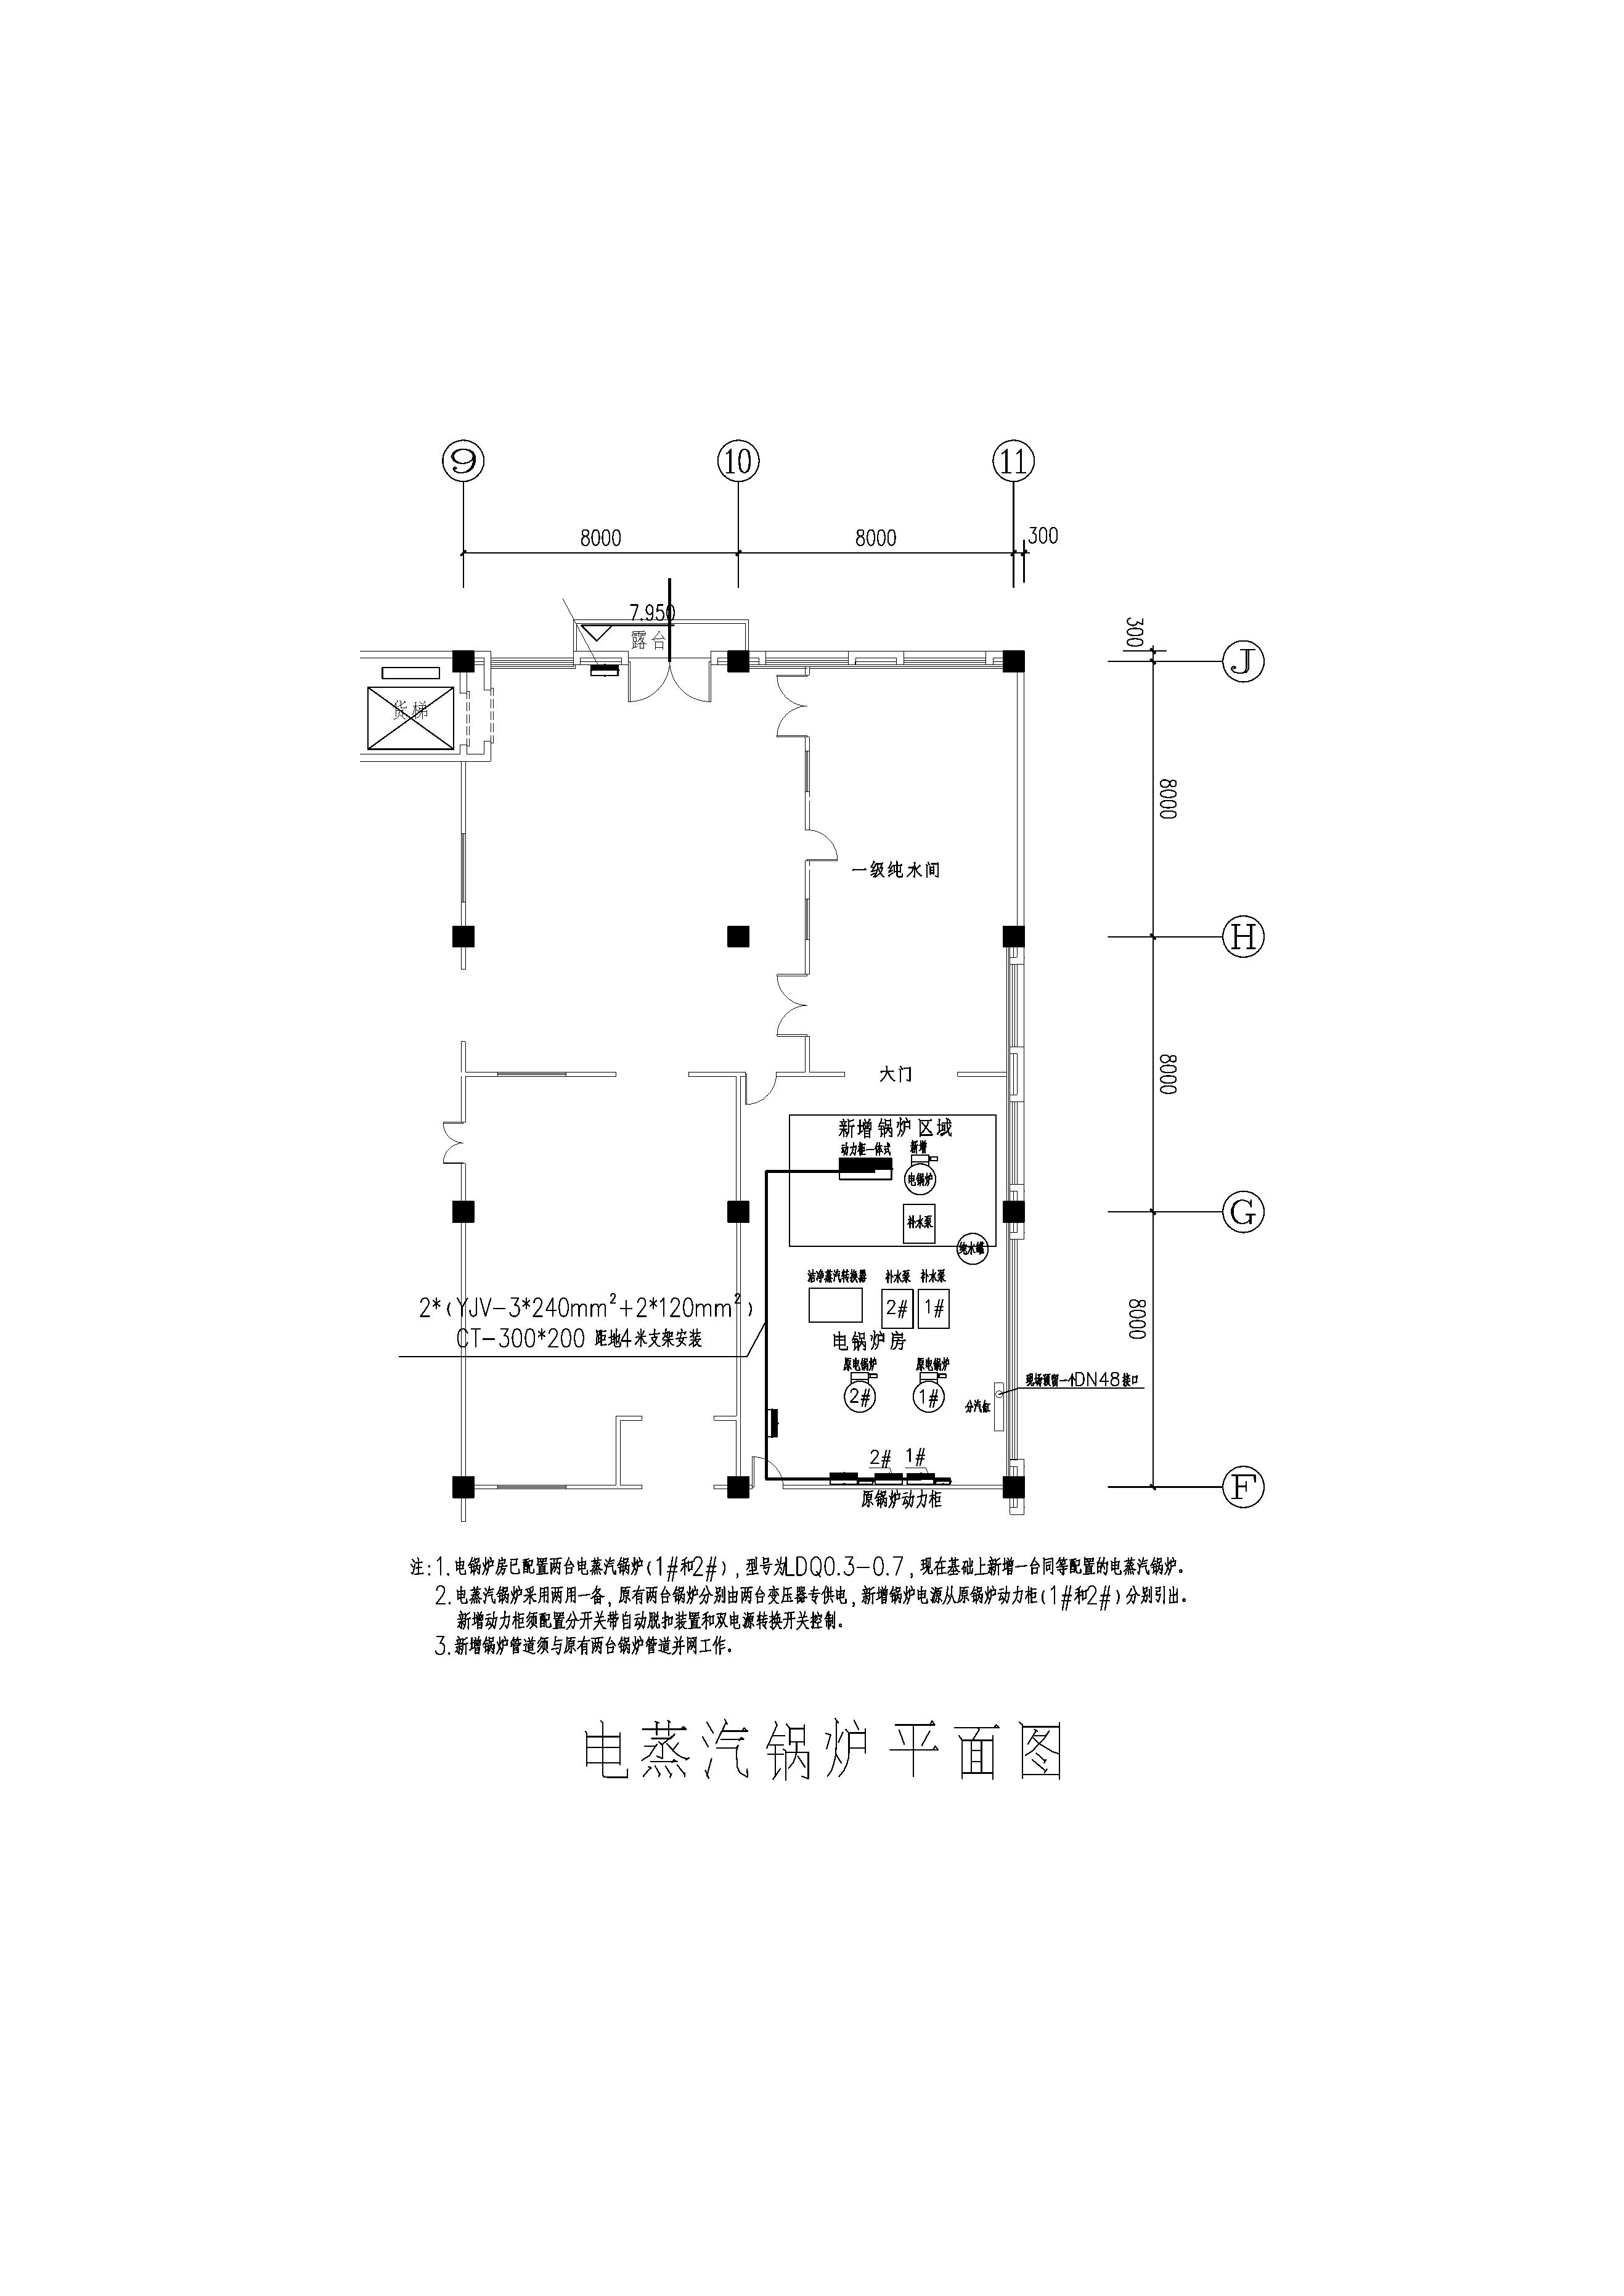 9
10
11
8000
8000
300
7.950
露台
300
J
货梯
8000
一级纯水间
H
大门
8000
新增锅炉区域
动力柜一体式
新增
电锅炉
G
补水泵
纯水罐
洁净蒸汽转换器
补水泵
补水泵
2#
1#
2*(YJV-3*240mm²+2*120mm²)
CT-300*200 距地4米支架安装
8000
电锅炉房
原电锅炉
原电锅炉
2#
1#
现场预留一个DN48接口
分汽缸
2#
1#
F
原锅炉动力柜
注:1.电锅炉房已配置两台电蒸汽锅炉(1#和2#),型号为LDQ0.3-0.7,现在基础上新增一台同等配置的电蒸汽锅炉。
2.电蒸汽锅炉采用两用一备,原有两台锅炉分别由两台变压器专供电,新增锅炉电源从原锅炉动力柜(1#和2#)分别引出。
新增动力柜须配置分开关带自动脱扣装置和双电源转换开关控制。
3.新增锅炉管道须与原有两台锅炉管道并网工作。
电蒸汽锅炉平面图